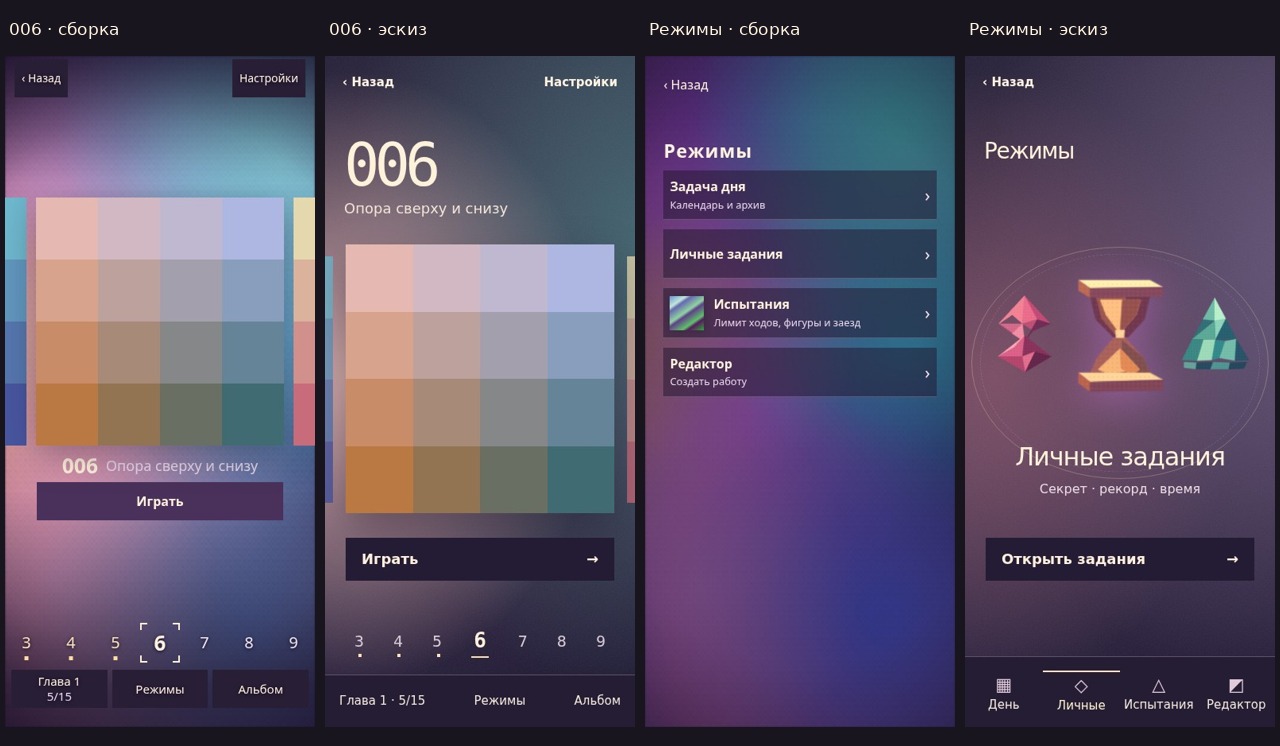 006 · сборка
‹ Назад
Настройки
006 Опора сверху и снизу
Играть
3 4 5 6 7 8 9
Глава 1
5/15
Режимы
Альбом
006 · эскиз
‹ Назад
Настройки
006
Опора сверху и снизу
Играть →
3 4 5 6 7 8 9
Глава 1 · 5/15
Режимы
Альбом
Режимы · сборка
‹ Назад
Режимы
Задача дня
Календарь и архив
›
Личные задания
›
Испытания
Лимит ходов, фигуры и заезд
›
Редактор
Создать работу
›
Режимы · эскиз
‹ Назад
Режимы
Личные задания
Секрет · рекорд · время
Открыть задания →
День
Личные
Испытания
Редактор